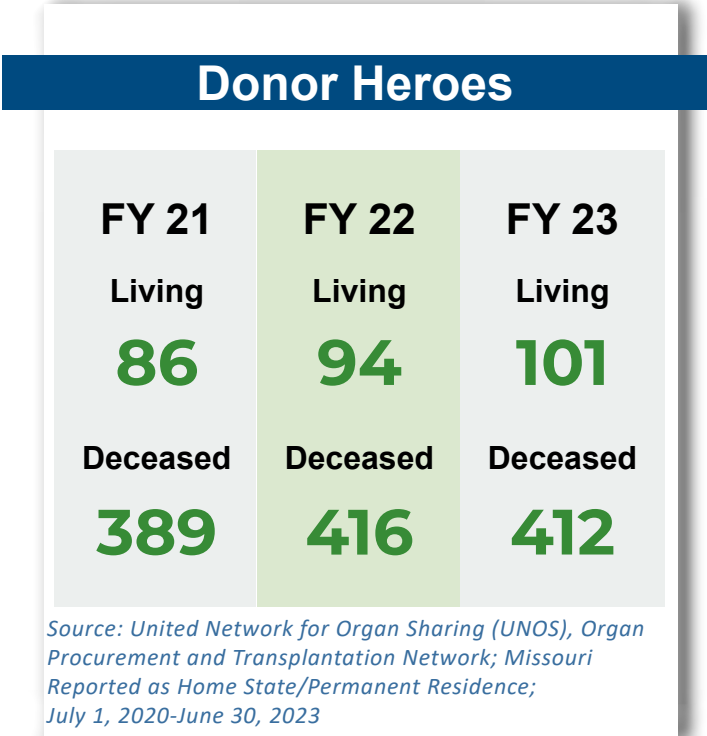 Donor Heroes
FY 21
Living
86
Deceased
389
FY 22
Living
94
Deceased
416
FY 23
Living
101
Deceased
412
Source: United Network for Organ Sharing (UNOS), Organ
Procurement and Transplantation Network; Missouri
Reported as Home State/Permanent Residence;
July 1, 2020-June 30, 2023